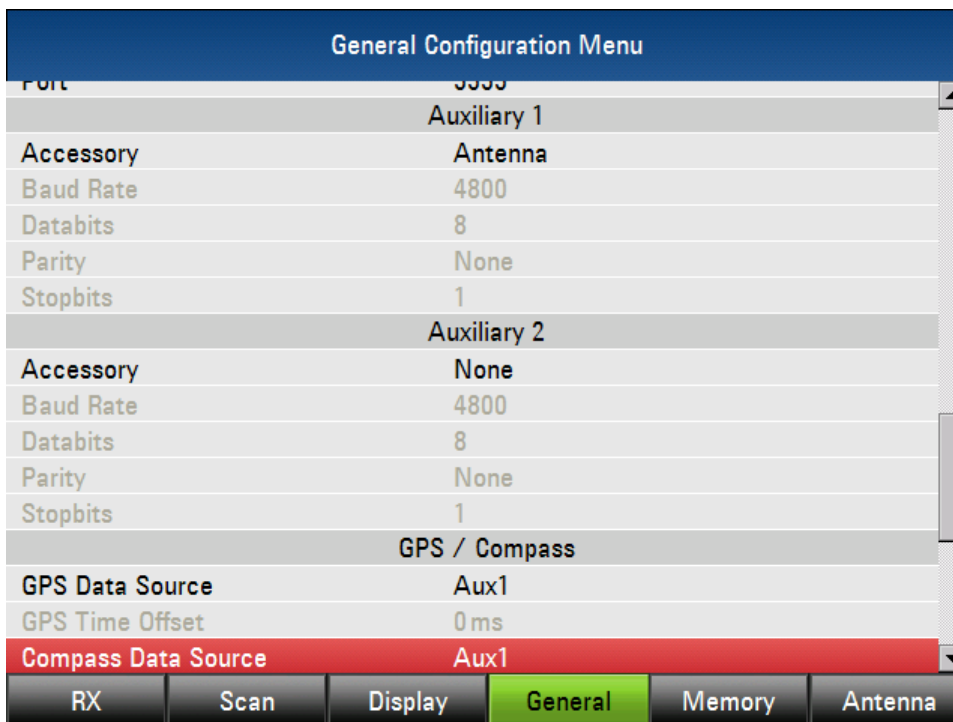 General Configuration Menu
Port 5555
Auxiliary 1
Accessory Antenna
Baud Rate 4800
Databits 8
Parity None
Stopbits 1
Auxiliary 2
Accessory None
Baud Rate 4800
Databits 8
Parity None
Stopbits 1
GPS / Compass
GPS Data Source Aux1
GPS Time Offset 0 ms
Compass Data Source Aux1
RX Scan Display General Memory Antenna